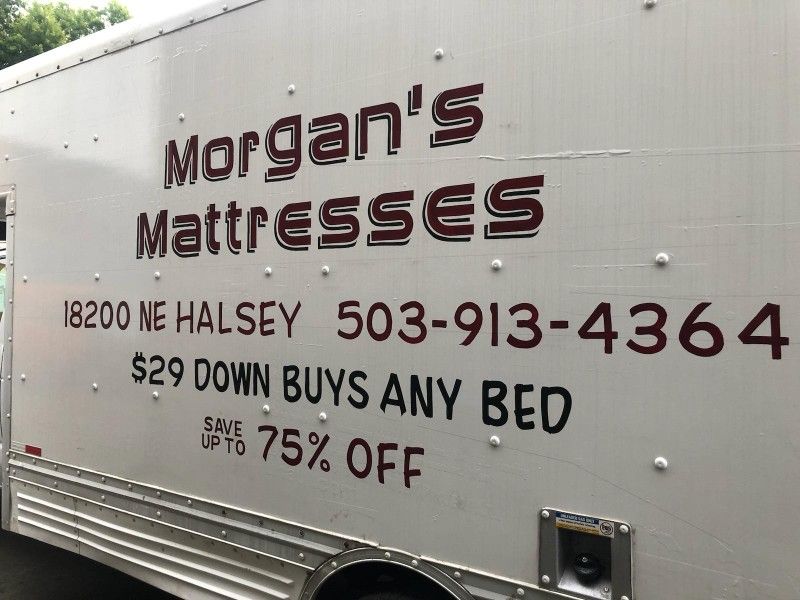 Morgan's
Mattresses
18200 NE HALSEY 503-913-4364
$29 DOWN BUYS ANY BED
SAVE UP TO 75% OFF